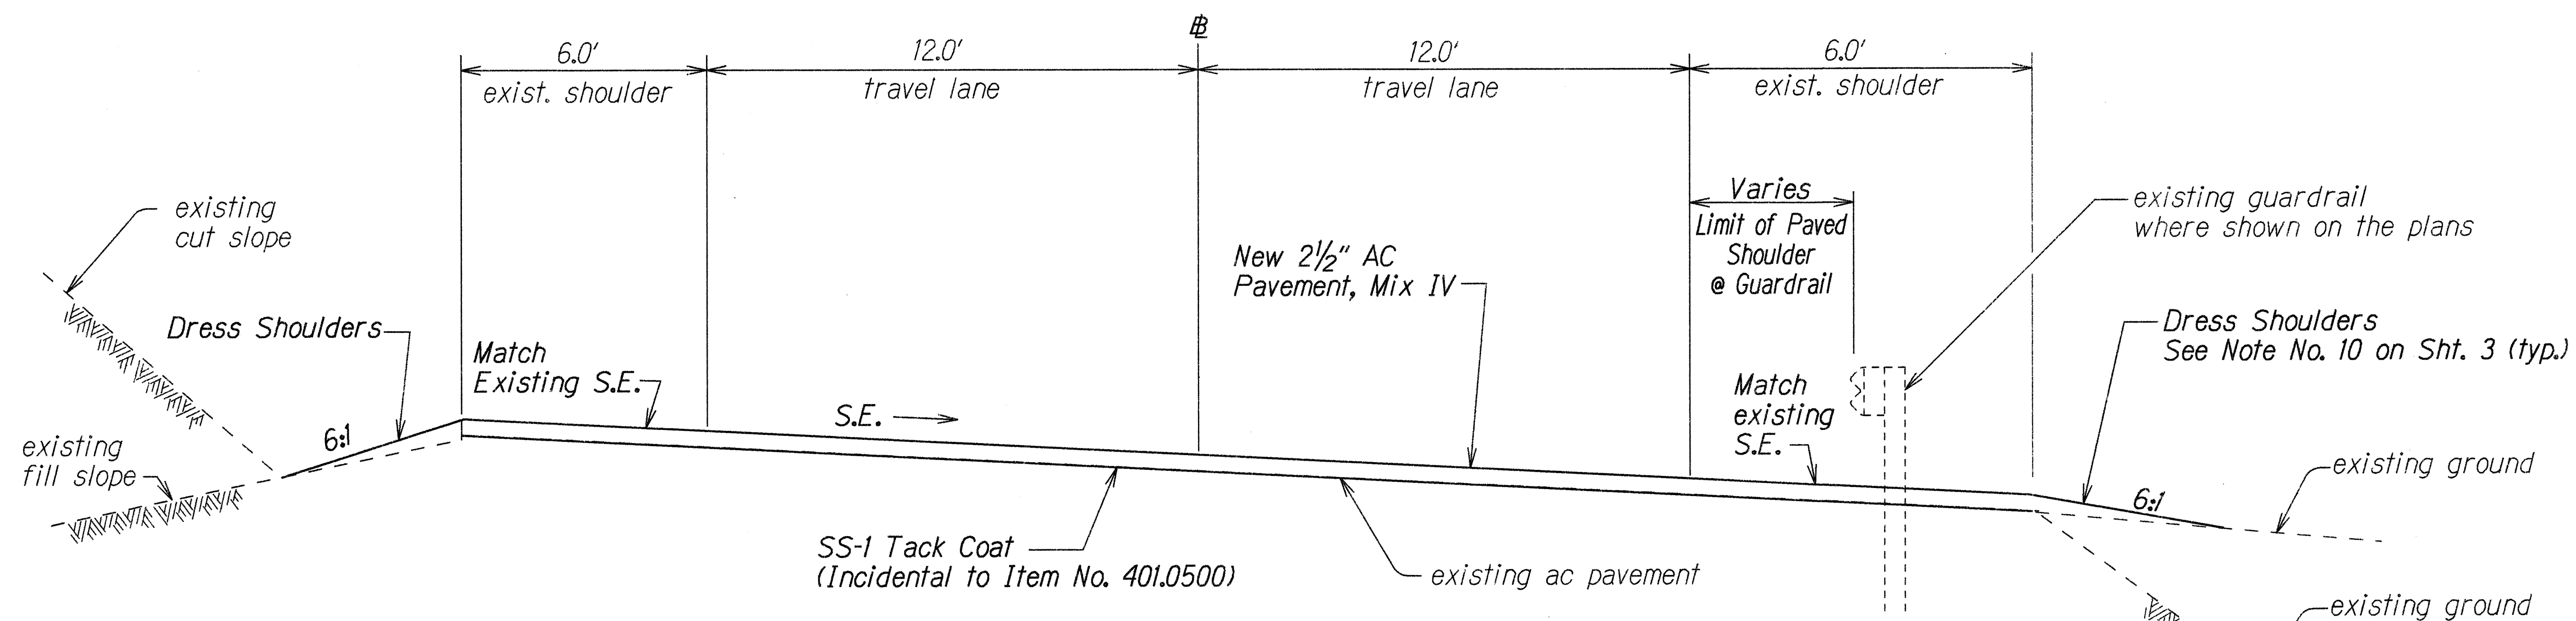 BL
6.0'
12.0'
12.0'
6.0'
exist. shoulder
travel lane
travel lane
exist. shoulder
existing
cut slope
Varies
Limit of Paved
Shoulder
@ Guardrail
existing guardrail
where shown on the plans
New 2½" AC
Pavement, Mix IV
Dress Shoulders
Dress Shoulders
See Note No. 10 on Sht. 3 (typ.)
Match
Existing S.E.
S.E.
Match
existing
S.E.
6:1
existing
fill slope
6:1
existing ground
SS-1 Tack Coat
(Incidental to Item No. 401.0500)
existing ac pavement
existing ground